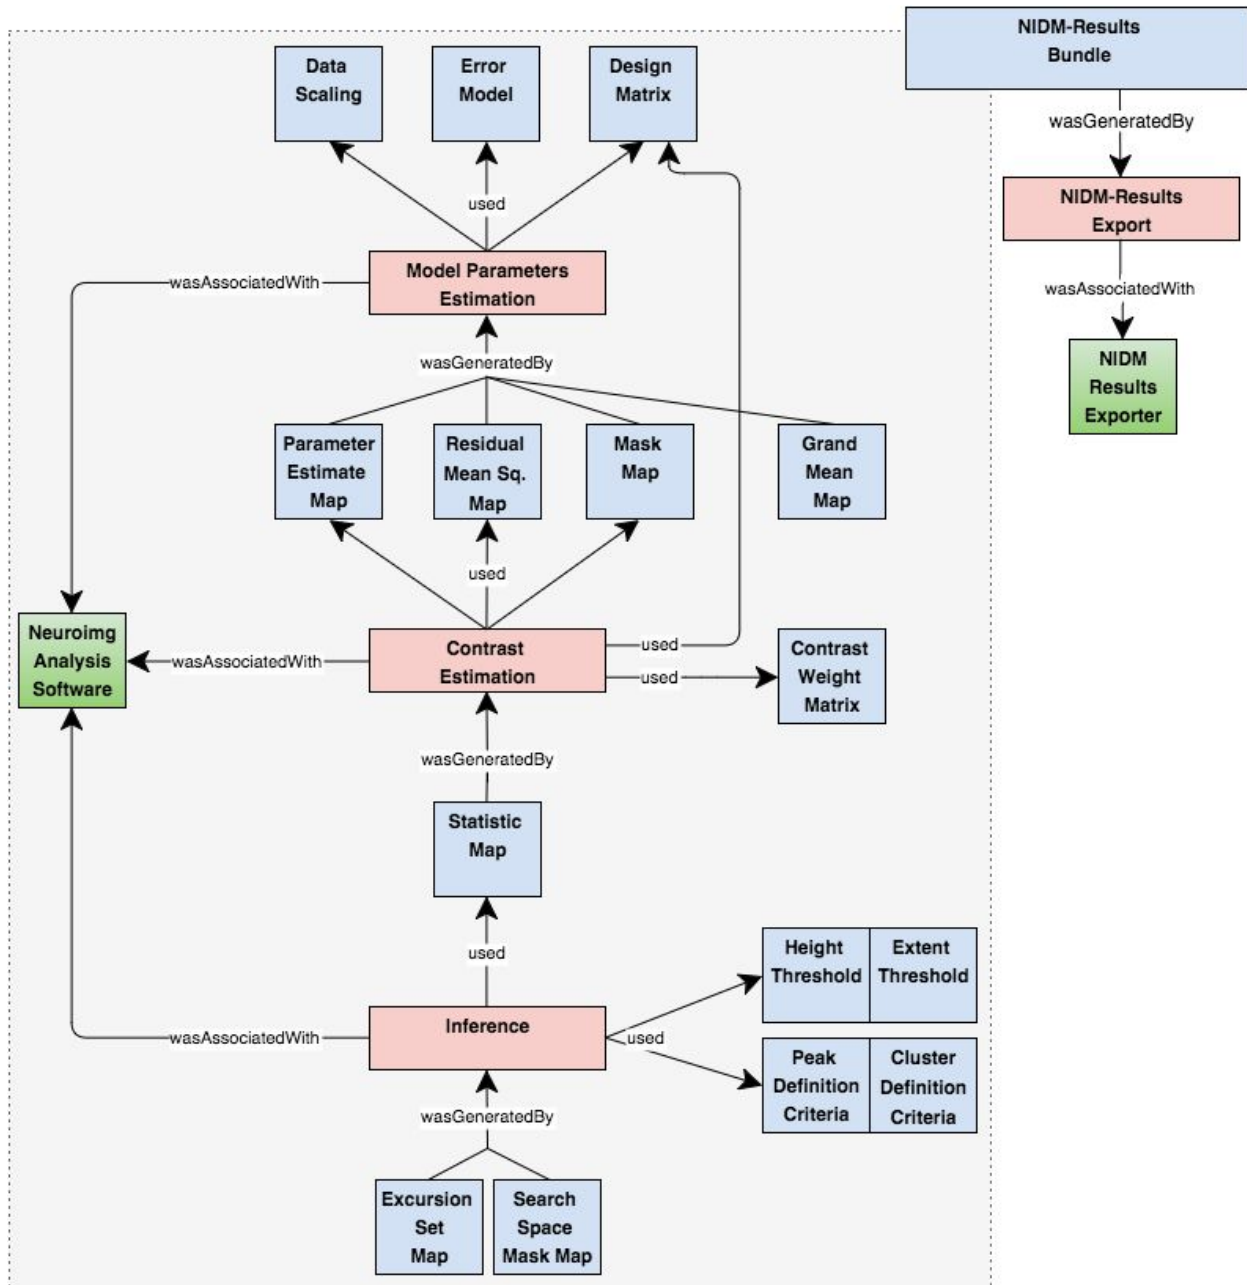 NIDM-Results
Bundle
Data
Scaling
Error
Model
Design
Matrix
wasGeneratedBy
NIDM-Results
Export
used
Model Parameters
Estimation
wasAssociatedWith
wasAssociatedWith
NIDM
Results
Exporter
wasGeneratedBy
Parameter
Estimate
Map
Residual
Mean Sq.
Map
Mask
Map
Grand
Mean
Map
used
Neuroimg
Analysis
Software
wasAssociatedWith
Contrast
Estimation
used
used
Contrast
Weight
Matrix
wasGeneratedBy
Statistic
Map
used
Height
Threshold
Extent
Threshold
wasAssociatedWith
Inference
used
Peak
Definition
Criteria
Cluster
Definition
Criteria
wasGeneratedBy
Excursion
Set
Map
Search
Space
Mask Map